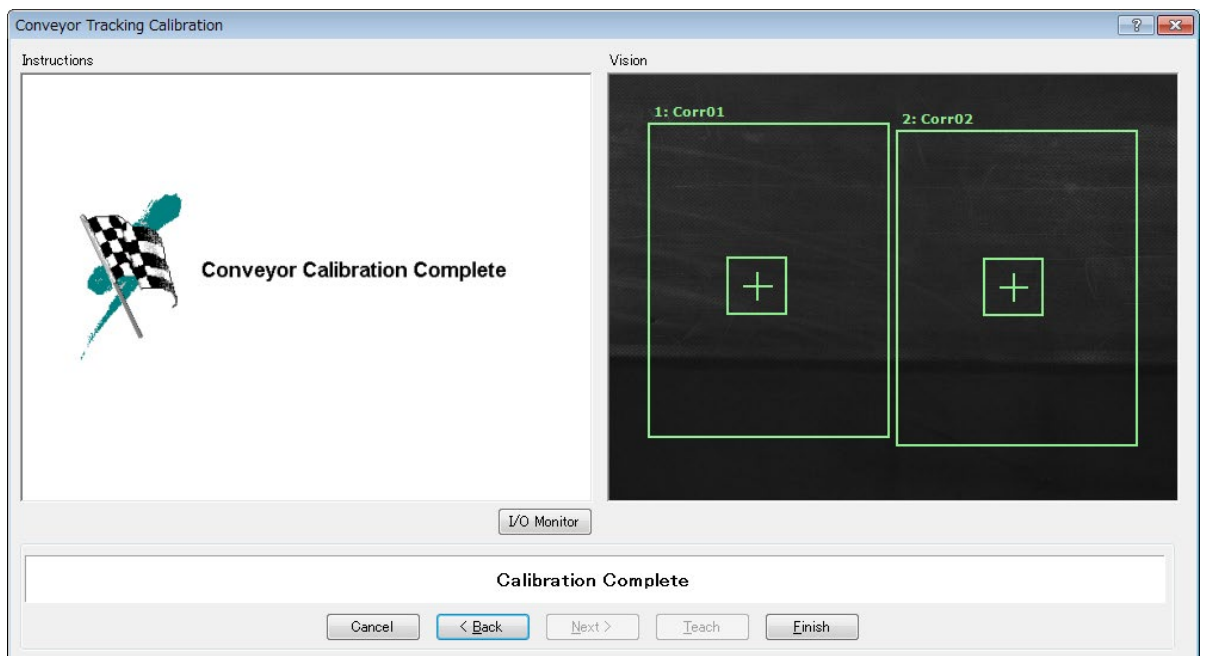 Conveyor Tracking Calibration
Instructions
Vision
Conveyor Calibration Complete
1: Corr01
2: Corr02
I/O Monitor
Calibration Complete
Cancel
< Back
Next >
Teach
Finish